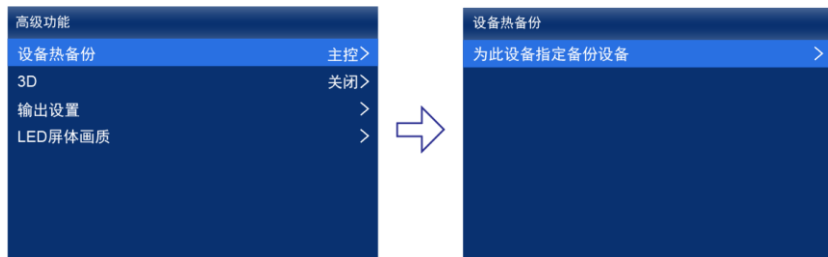 高级功能
设备热备份 主控>
3D 关闭>
输出设置 >
LED屏体画质 >
设备热备份
为此设备指定备份设备 >